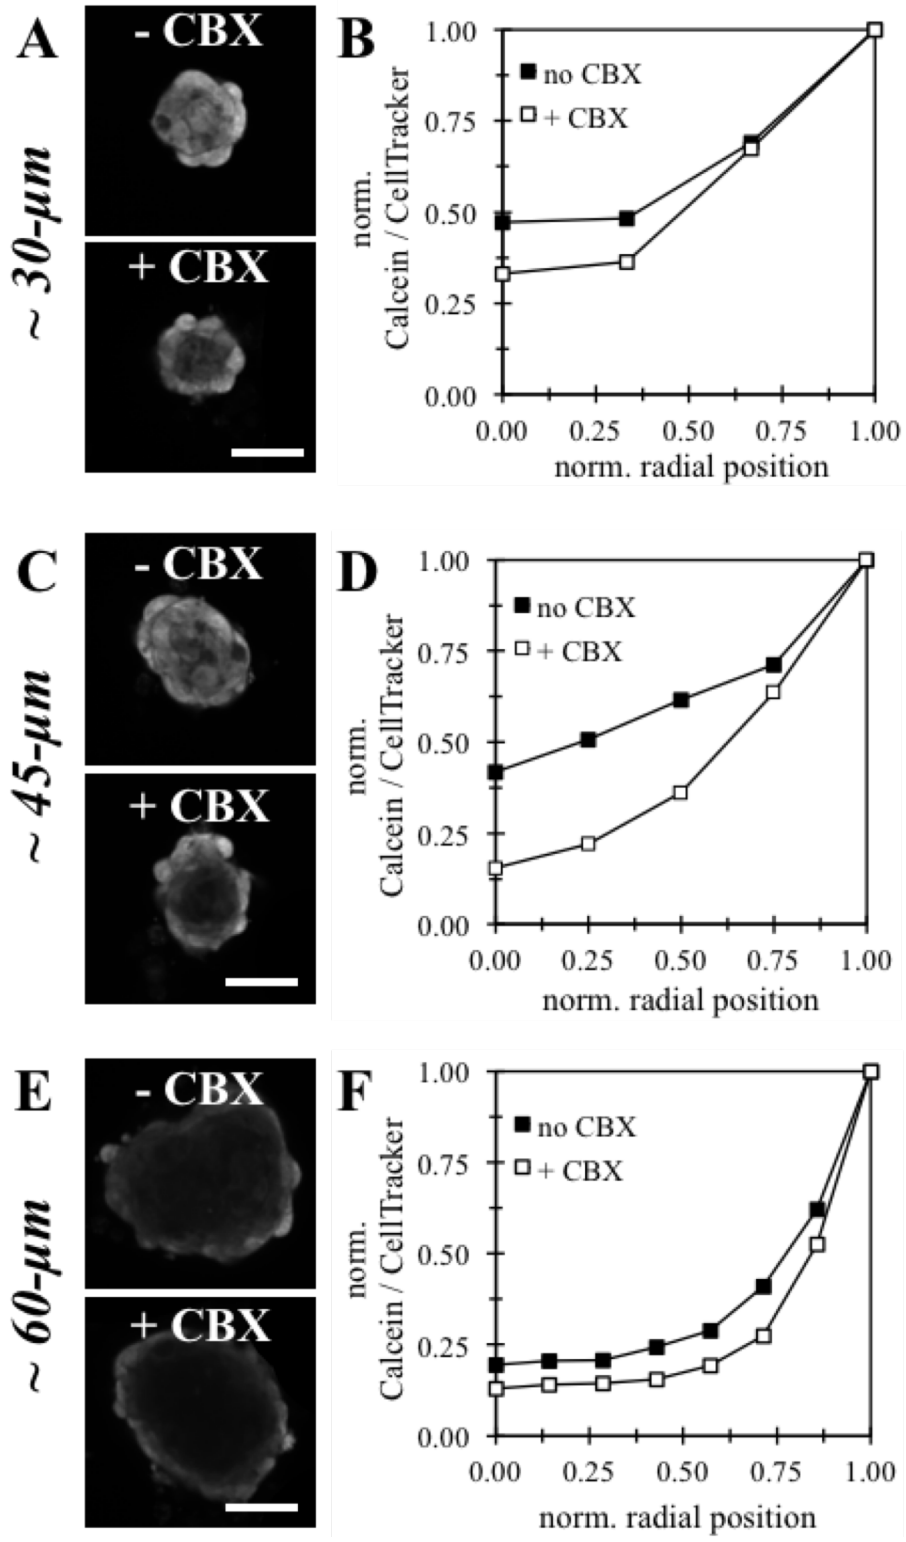 A
- CBX
+ CBX
~ 30-µm
B
1.00
0.75
0.50
0.25
0.00
norm.
Calcein / CellTracker
no CBX
+ CBX
0.00 0.25 0.50 0.75 1.00
norm. radial position
C
- CBX
+ CBX
~ 45-µm
D
1.00
0.75
0.50
0.25
0.00
norm.
Calcein / CellTracker
no CBX
+ CBX
0.00 0.25 0.50 0.75 1.00
norm. radial position
E
- CBX
+ CBX
~ 60-µm
F
1.00
0.75
0.50
0.25
0.00
norm.
Calcein / CellTracker
no CBX
+ CBX
0.00 0.25 0.50 0.75 1.00
norm. radial position